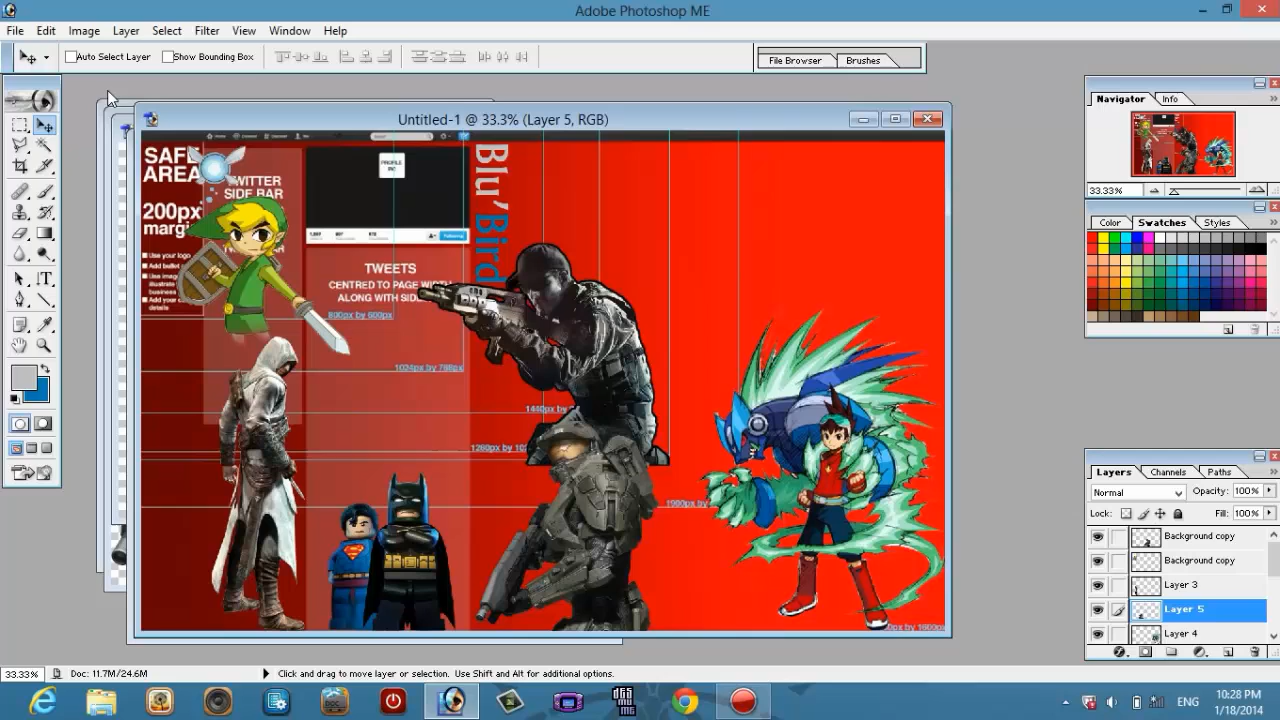 Adobe Photoshop ME
File Edit Image Layer Select Filter View Window Help
Auto Select Layer Show Bounding Box File Browser Brushes
Untitled-1 @ 33.3% (Layer 5, RGB)
Navigator Info
33.33%
Color Swatches Styles
SAFE
AREA
200px
margin
TWITTER
SIDE BAR
PROFILE
PIC
Blu'Bird
TWEETS
CENTRED TO PAGE WIDTH
ALONG WITH SIDE
800px by 600px
Use your logo
1440px by
1900px by
Layers Channels Paths
Normal Opacity: 100%
Lock: Fill: 100%
Background copy
Background copy
Layer 3
Layer 5
Layer 4
33.33% Doc: 11.7M/24.6M Click and drag to move layer or selection. Use Shift and Alt for additional options.
ENG 10:28 PM
1/18/2014